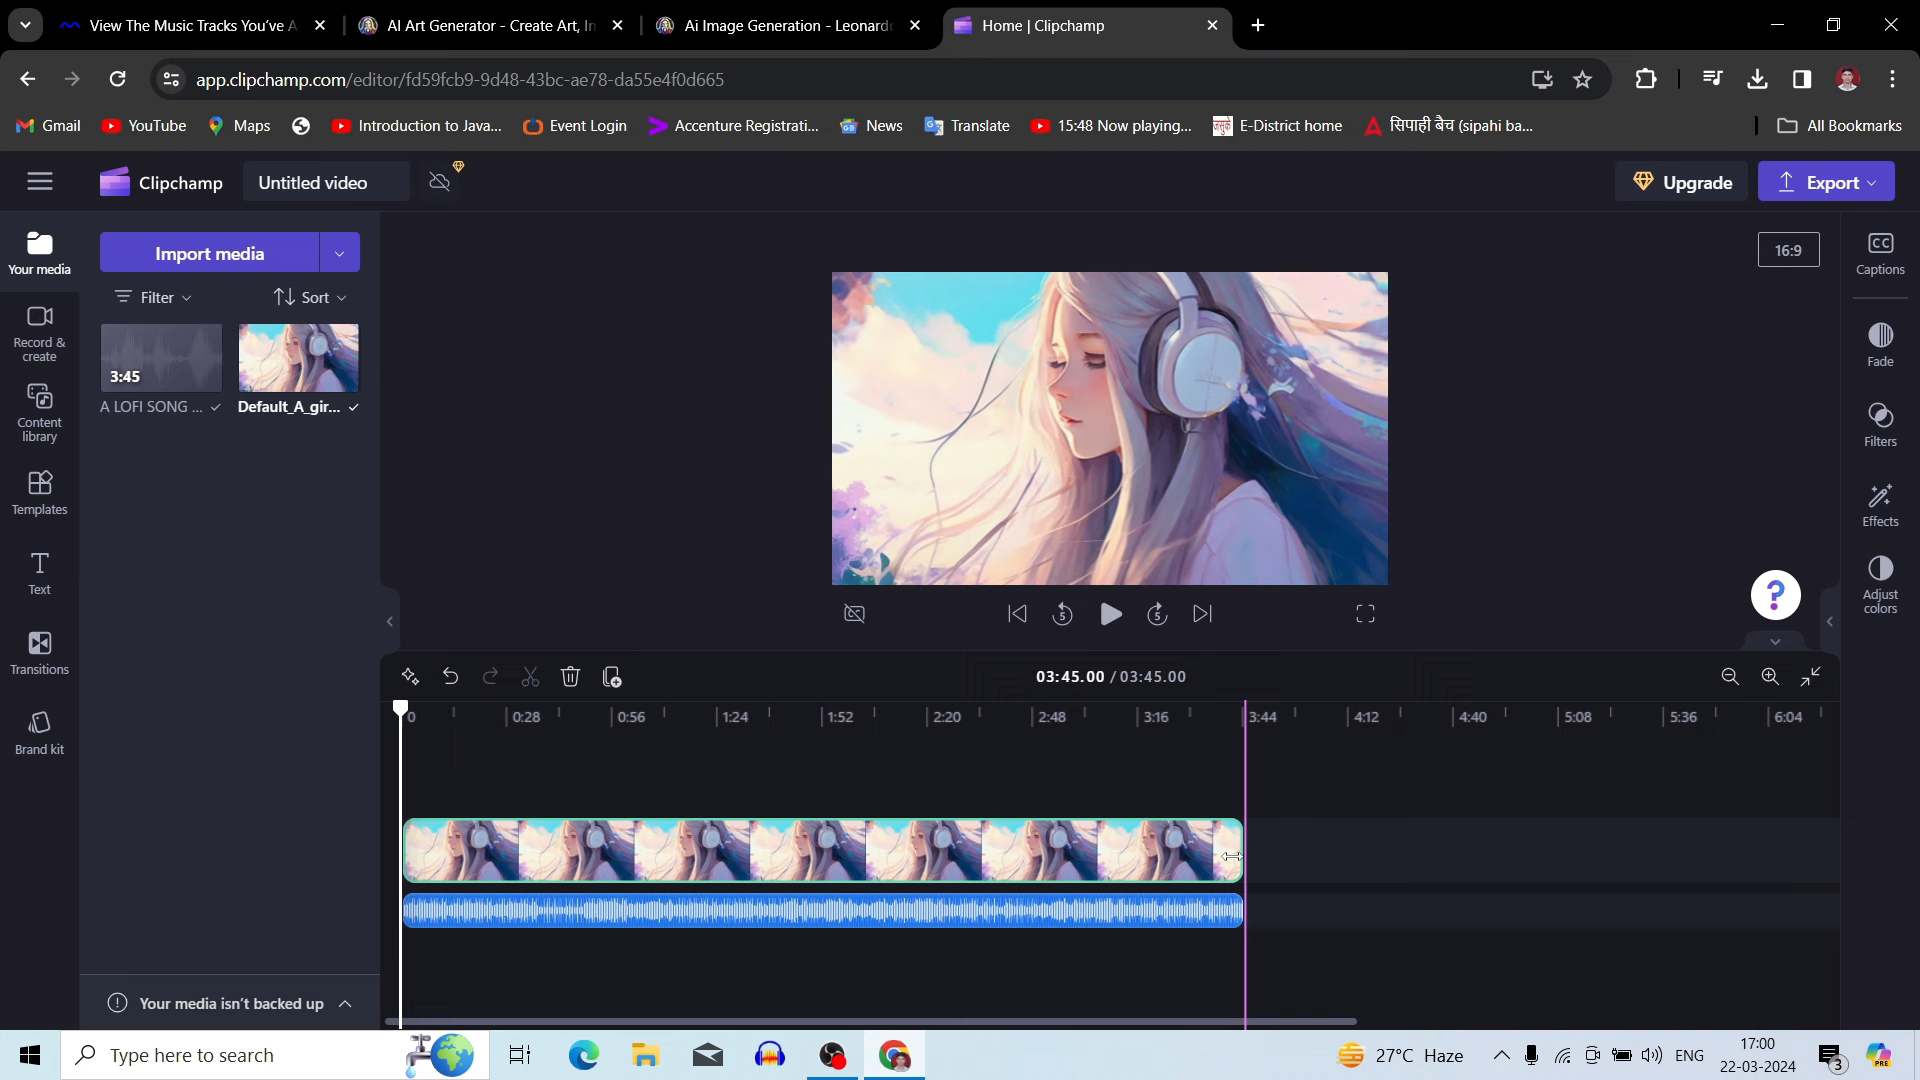 View The Music Tracks You've A
AI Art Generator - Create Art, In
Ai Image Generation - Leonardo
Home | Clipchamp
app.clipchamp.com/editor/fd59fcb9-9d48-43bc-ae78-da55e4f0d665
Gmail YouTube Maps Introduction to Java... Event Login Accenture Registrati... News Translate 15:48 Now playing... E-District home सिपाही बैच (sipahi ba... All Bookmarks
Clipchamp Untitled video Upgrade Export
Your media
Record & create
Content library
Templates
Text
Transitions
Brand kit
Import media
Filter Sort
3:45
A LOFI SONG ... Default_A_gir...
Your media isn't backed up
16:9
CC
Captions
Fade
Filters
Effects
Adjust colors
?
5 5
03:45.00 / 03:45.00
0 0:28 0:56 1:24 1:52 2:20 2:48 3:16 3:44 4:12 4:40 5:08 5:36 6:04
Type here to search
27°C Haze ENG
17:00
22-03-2024
3
PRE